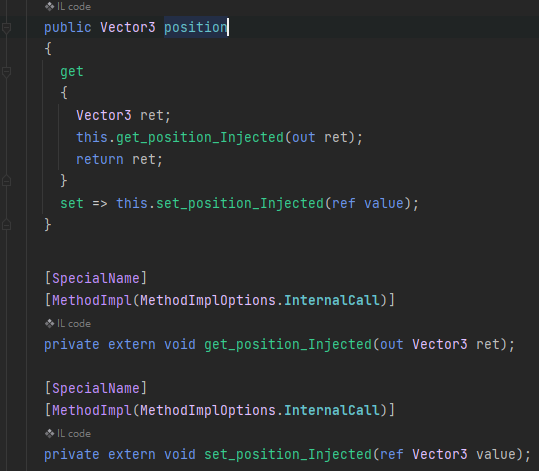 IL code
public Vector3 position
{
get
{
Vector3 ret;
this.get_position_Injected(out ret);
return ret;
}
set => this.set_position_Injected(ref value);
}
[SpecialName]
[MethodImpl(MethodImplOptions.InternalCall)]
IL code
private extern void get_position_Injected(out Vector3 ret);
[SpecialName]
[MethodImpl(MethodImplOptions.InternalCall)]
IL code
private extern void set_position_Injected(ref Vector3 value);